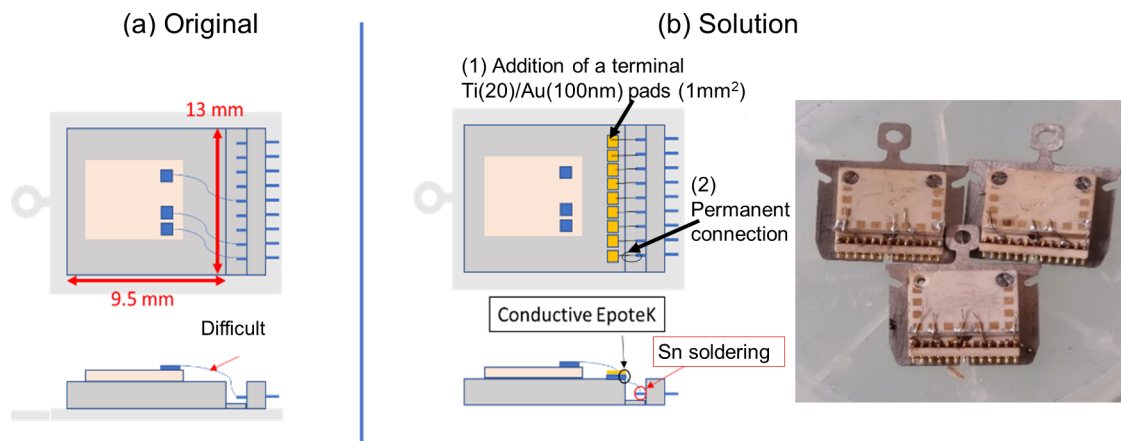 (a) Original
13 mm
9.5 mm
Difficult
(b) Solution
(1) Addition of a terminal
Ti(20)/Au(100nm) pads (1mm²)
(2)
Permanent
connection
Conductive EpoteK
Sn soldering